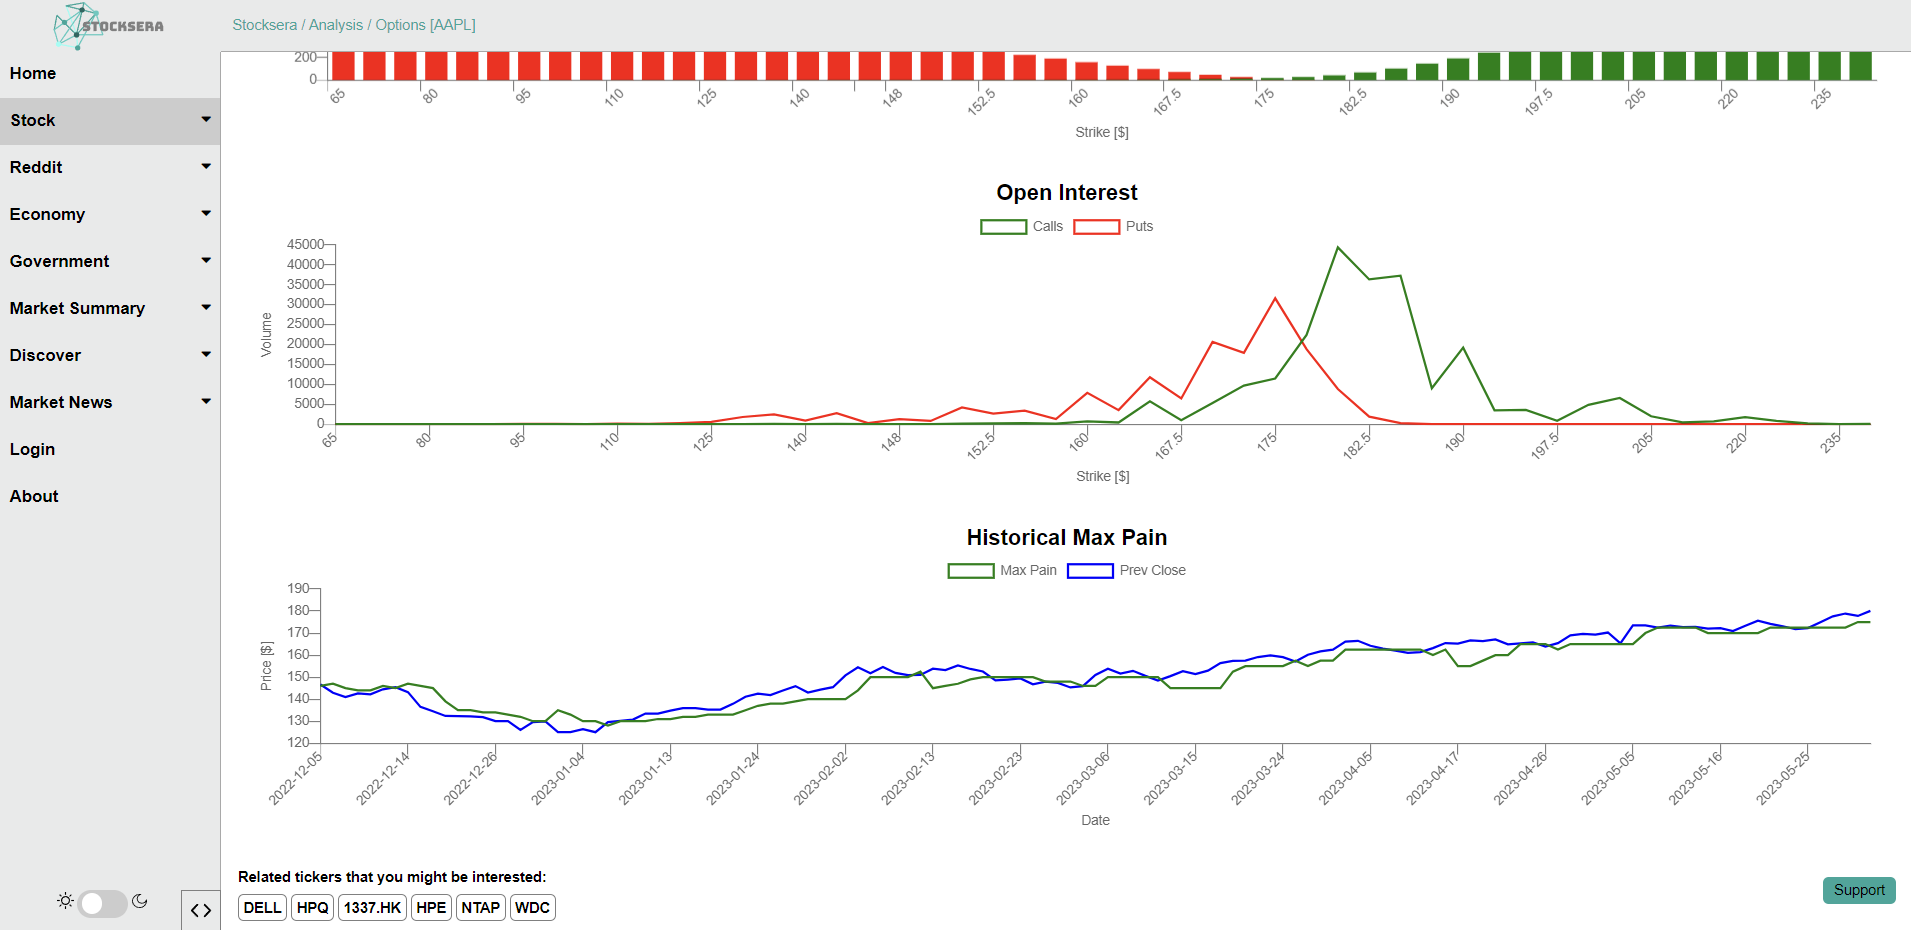 STOCKSERA
Stocksera / Analysis / Options [AAPL]
Home
Stock
Reddit
Economy
Government
Market Summary
Discover
Market News
Login
About
200
0
65
80
95
110
125
140
148
152.5
160
167.5
175
182.5
190
197.5
205
220
235
Strike [$]
Open Interest
Calls
Puts
45000
40000
35000
30000
25000
20000
15000
10000
5000
0
Volume
65
80
95
110
125
140
148
152.5
160
167.5
175
182.5
190
197.5
205
220
235
Strike [$]
Historical Max Pain
Max Pain
Prev Close
190
180
170
160
150
140
130
120
Price [$]
2022-12-05
2022-12-14
2022-12-26
2023-01-04
2023-01-13
2023-01-24
2023-02-02
2023-02-13
2023-02-23
2023-03-06
2023-03-15
2023-03-24
2023-04-05
2023-04-17
2023-04-26
2023-05-05
2023-05-16
2023-05-25
Date
Related tickers that you might be interested:
DELL HPQ 1337.HK HPE NTAP WDC
Support